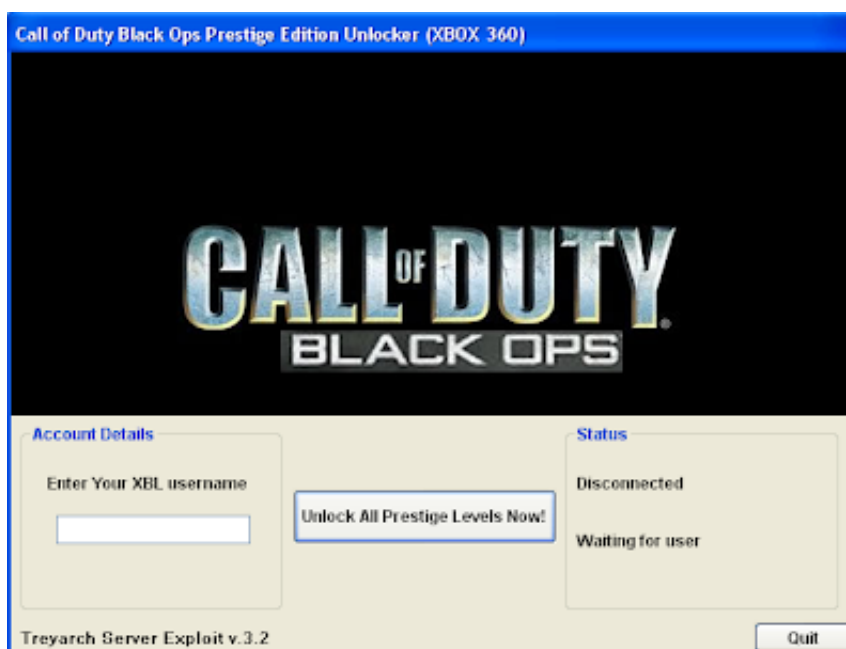 Call of Duty Black Ops Prestige Edition Unlocker (XBOX 360)
CALL OF DUTY
BLACK OPS
Account Details
Enter Your XBL username
Unlock All Prestige Levels Now!
Status
Disconnected
Waiting for user
Treyarch Server Exploit v.3.2
Quit